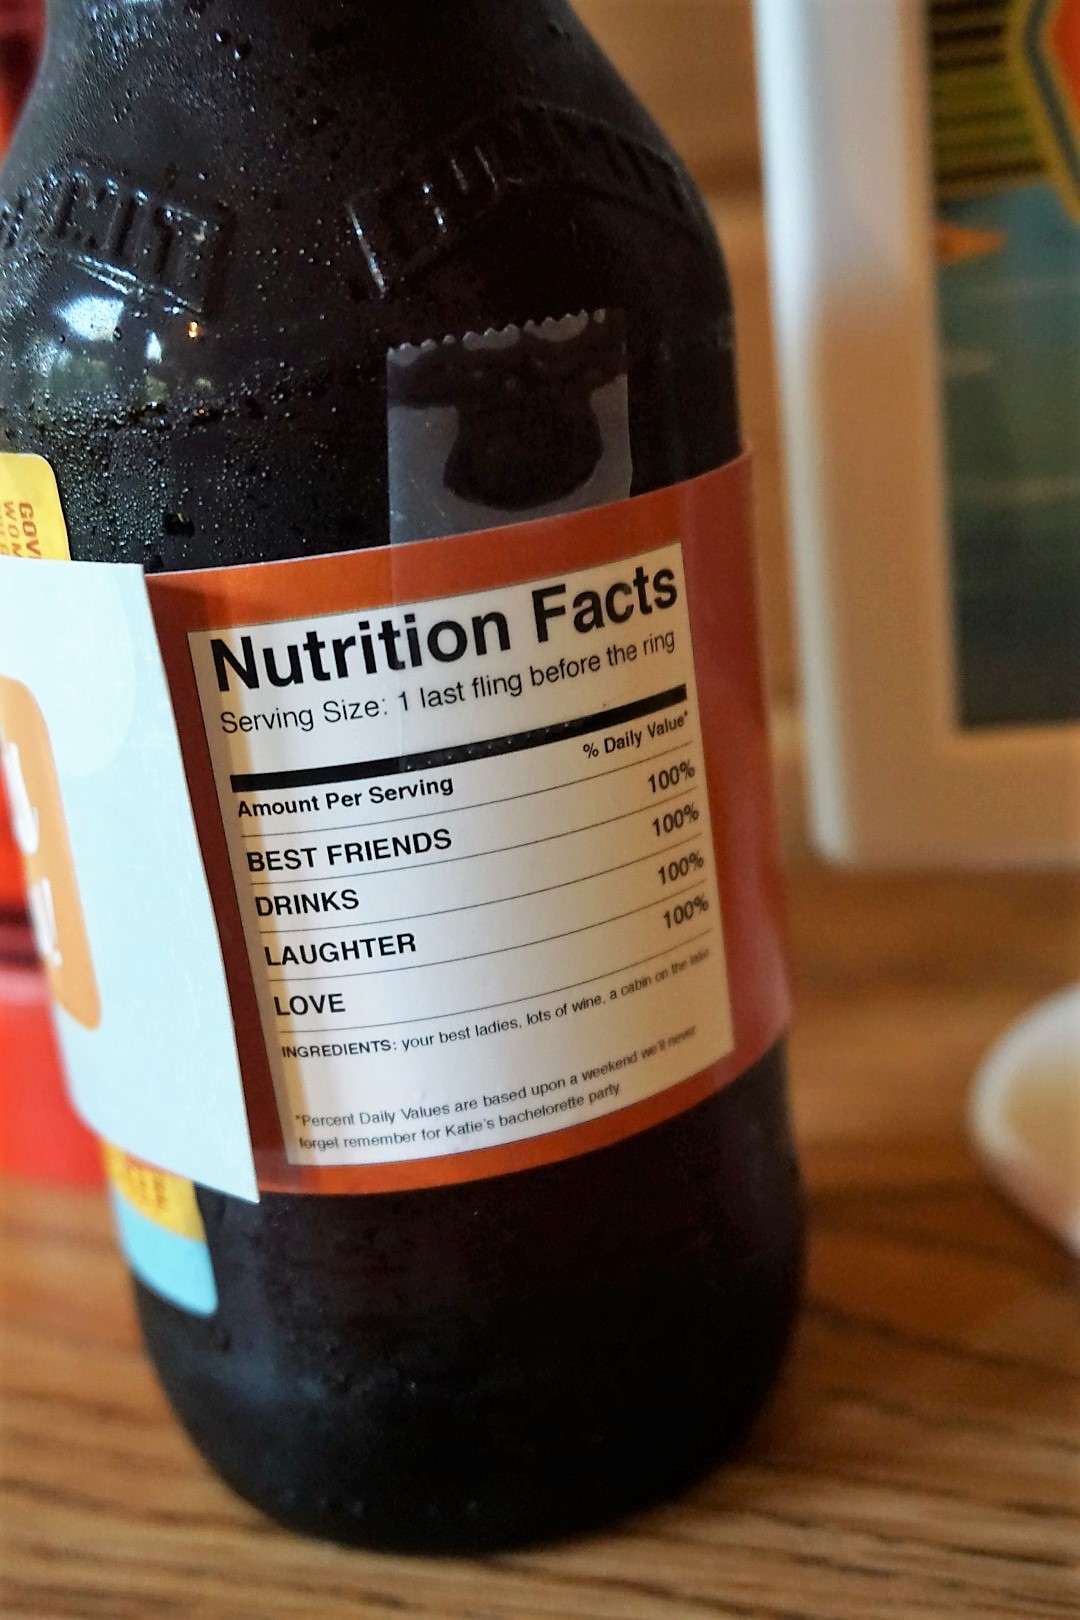 Nutrition Facts
Serving Size: 1 last fling before the ring
% Daily Value*
Amount Per Serving
BEST FRIENDS 100%
DRINKS 100%
LAUGHTER 100%
LOVE 100%
INGREDIENTS: your best ladies, lots of wine, a cabin on the lake
*Percent Daily Values are based upon a weekend we'll never
forget remember for Katie's bachelorette party